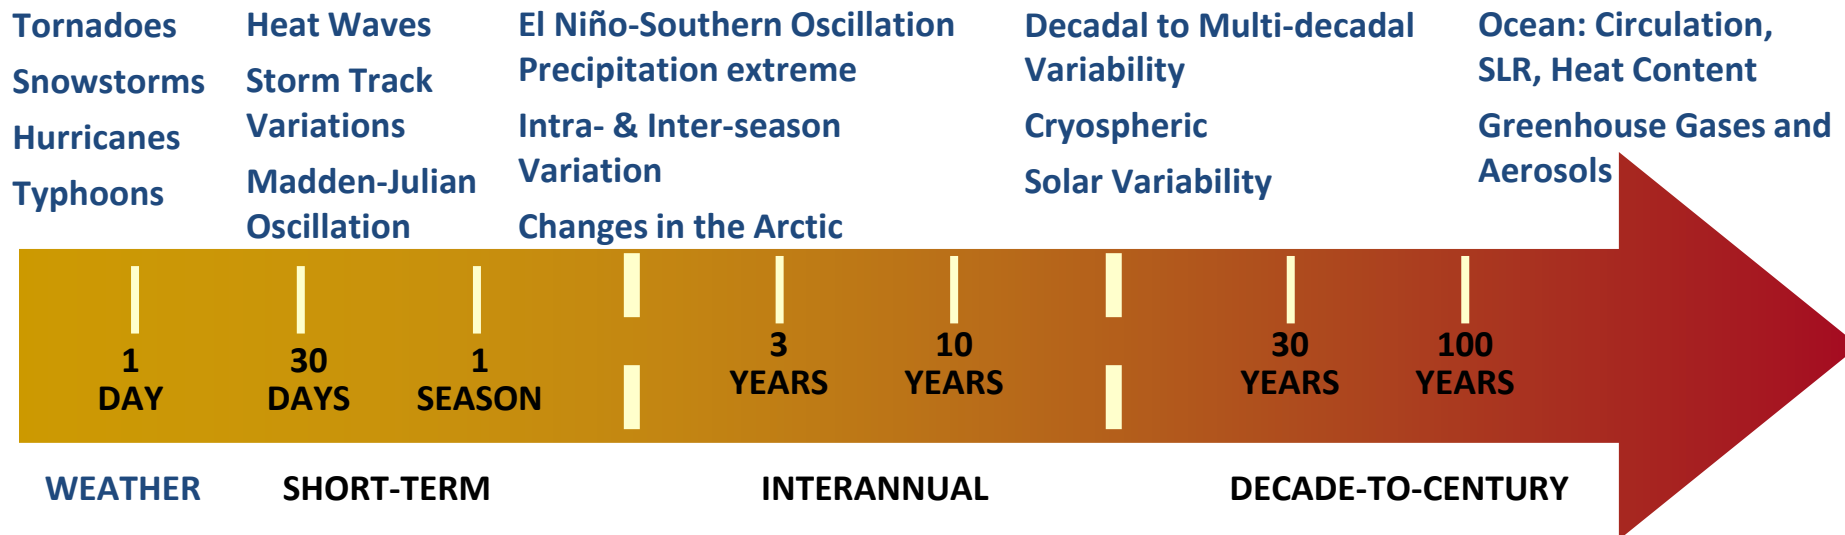 Tornadoes
Snowstorms
Hurricanes
Typhoons
Heat Waves
Storm Track
Variations
Madden-Julian
Oscillation
El Niño-Southern Oscillation
Precipitation extreme
Intra- & Inter-season
Variation
Changes in the Arctic
Decadal to Multi-decadal
Variability
Cryospheric
Solar Variability
Ocean: Circulation,
SLR, Heat Content
Greenhouse Gases and
Aerosols
1
DAY
30
DAYS
1
SEASON
3
YEARS
10
YEARS
30
YEARS
100
YEARS
WEATHER
SHORT-TERM
INTERANNUAL
DECADE-TO-CENTURY